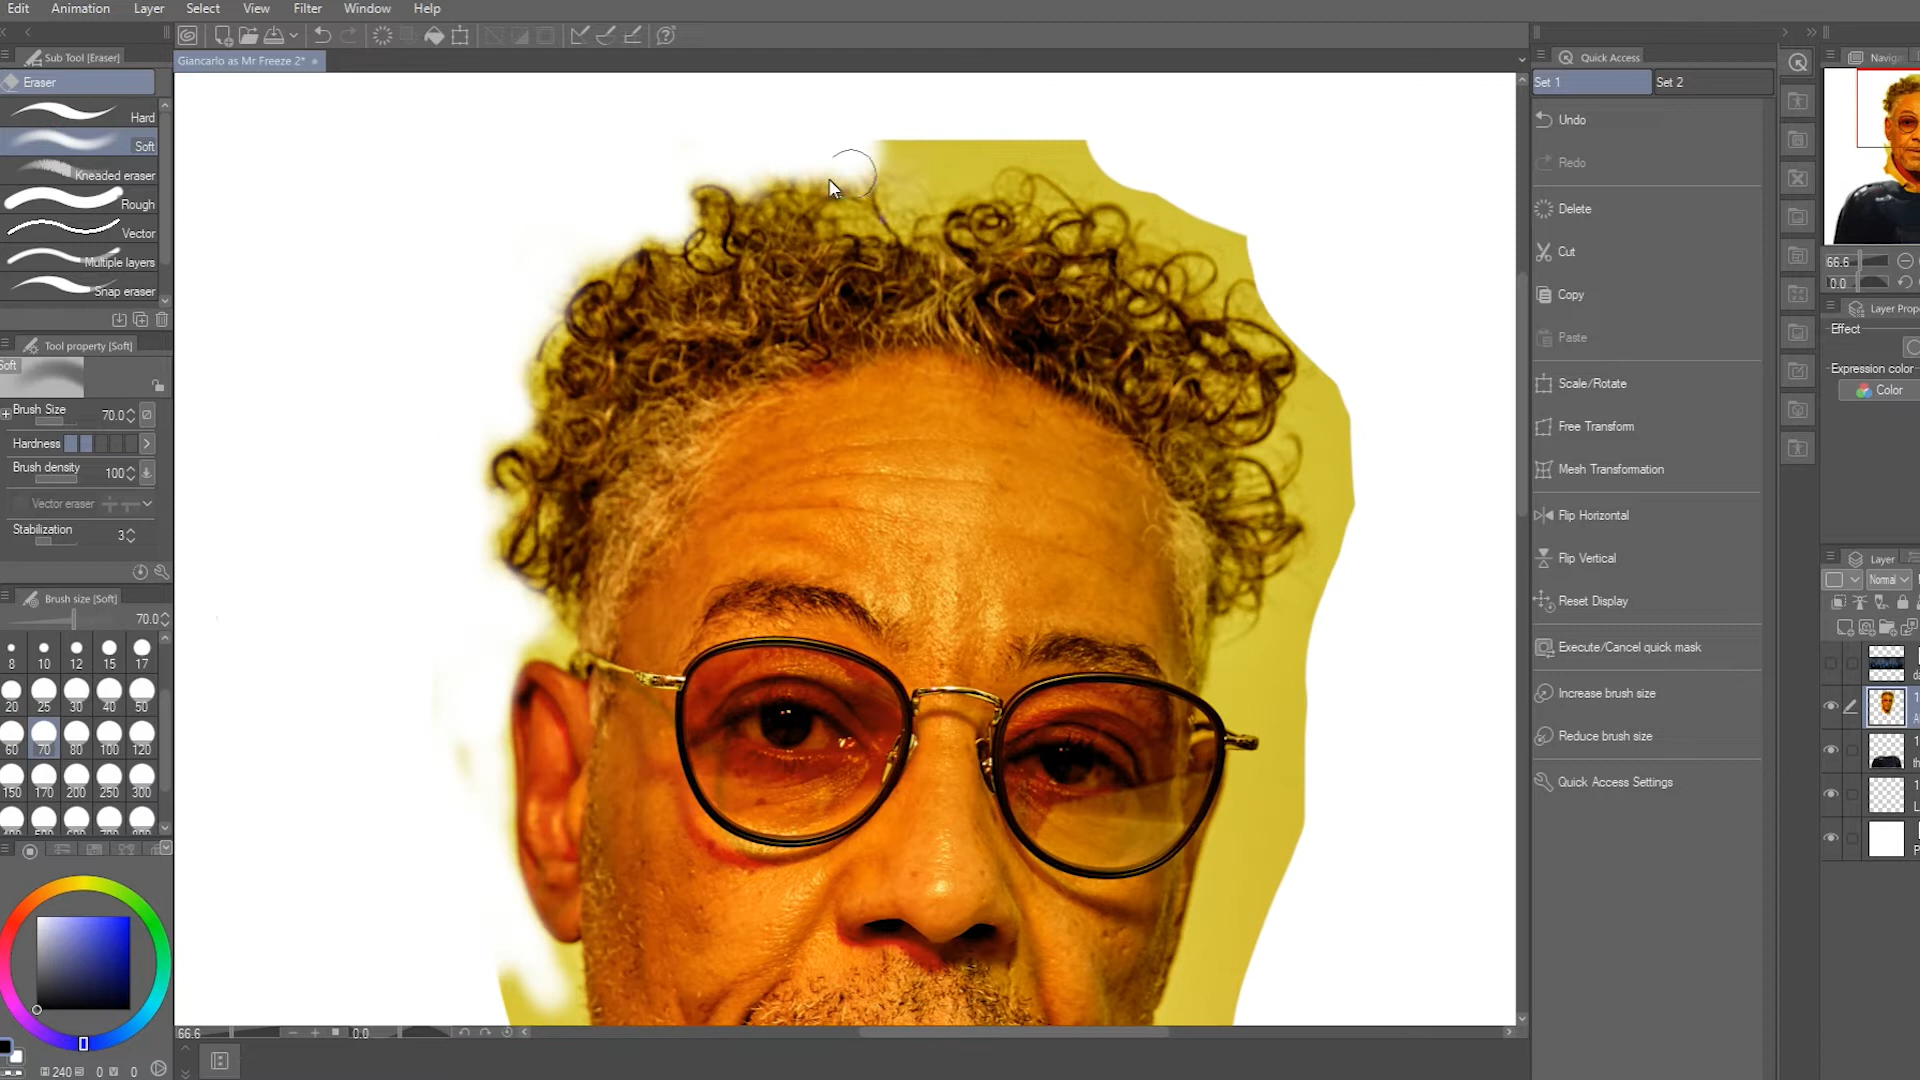 Edit Animation Layer Select View Filter Window Help
Sub Tool [Eraser]
Eraser
Hard
Soft
Kneaded eraser
Rough
Vector
Multiple layers
Snap eraser
Tool property [Soft]
Soft
Brush Size 70.0
Hardness
Brush density 100
Vector eraser
Stabilization 3
Brush size [Soft]
70.0
8 10 12 15 17
20 25 30 40 50
60 70 80 100 120
150 170 200 250 300
240 0 0
Giancarlo as Mr Freeze 2*
66.6 0.0
Quick Access
Set 1 Set 2
Undo
Redo
Delete
Cut
Copy
Paste
Scale/Rotate
Free Transform
Mesh Transformation
Flip Horizontal
Flip Vertical
Reset Display
Execute/Cancel quick mask
Increase brush size
Reduce brush size
Quick Access Settings
66.6
0.0
Effect
Expression color
Color
Layer
Normal